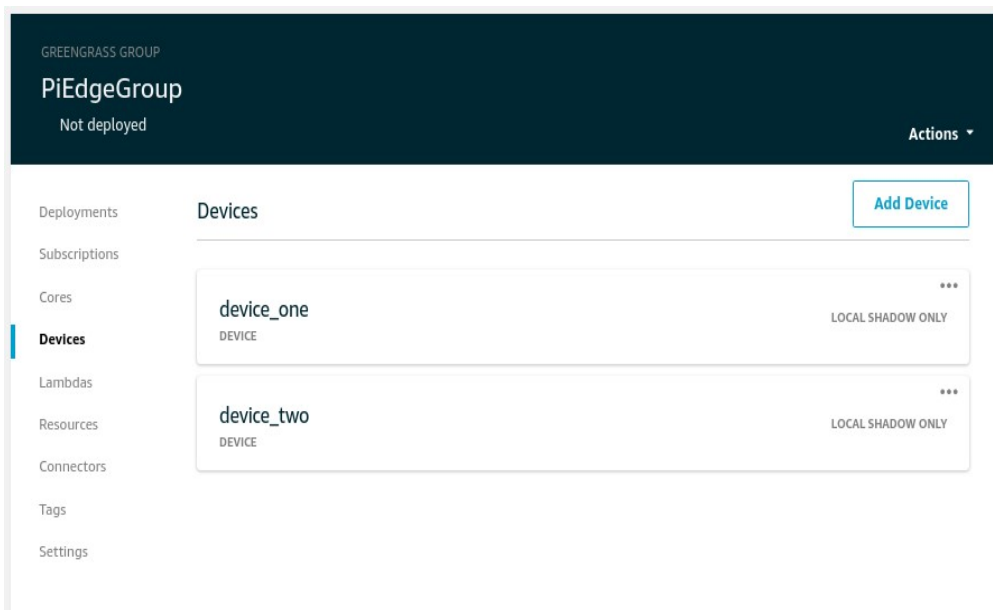 GREENGRASS GROUP
PiEdgeGroup
Not deployed
Actions
Deployments
Subscriptions
Cores
Devices
Lambdas
Resources
Connectors
Tags
Settings
Devices
Add Device
device_one
DEVICE
LOCAL SHADOW ONLY
device_two
DEVICE
LOCAL SHADOW ONLY